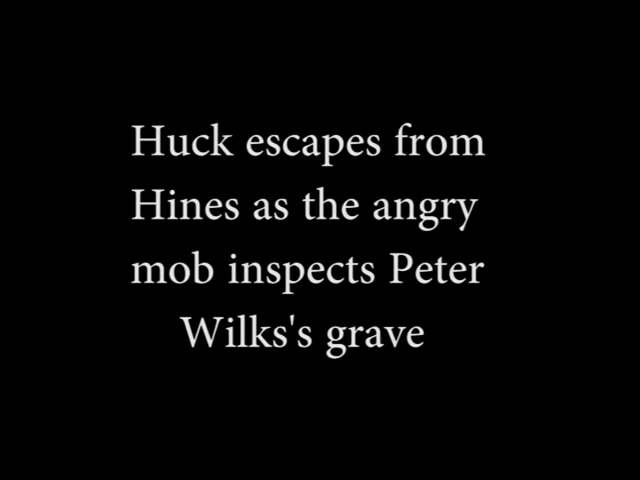 Huck escapes from
Hines as the angry
mob inspects Peter
Wilks's grave